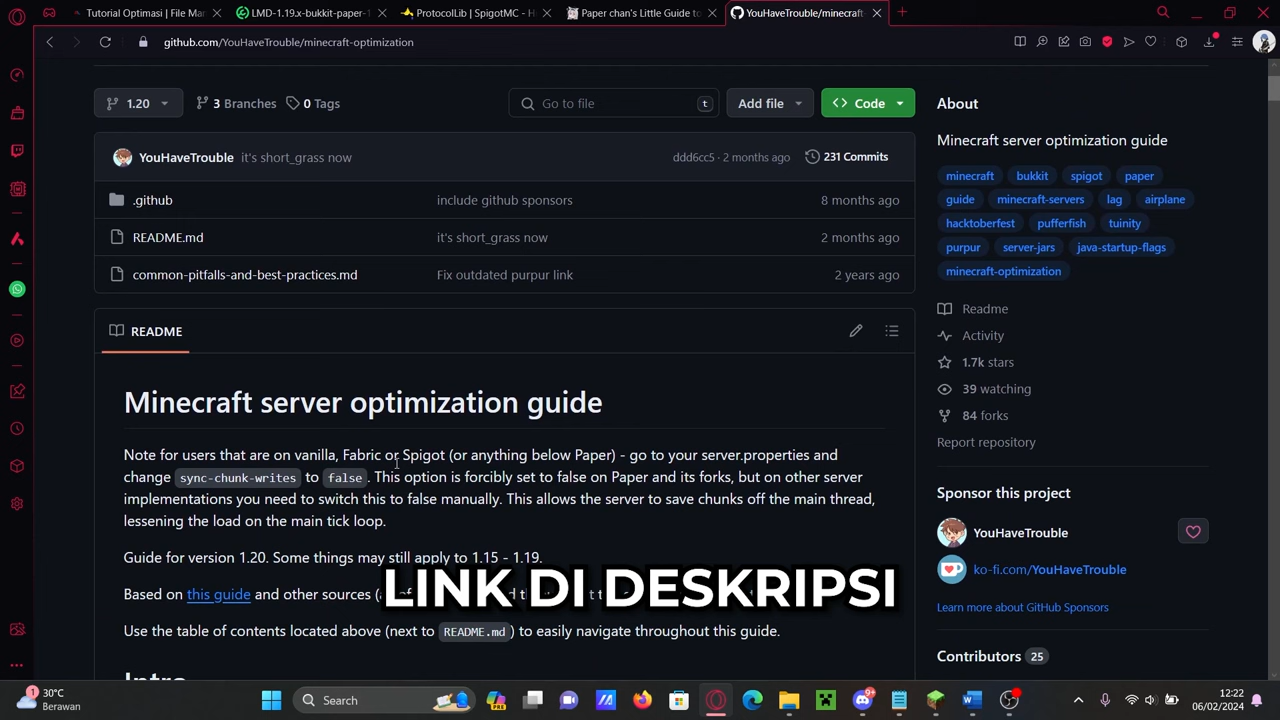 Tutorial Optimasi | File Man
LMD-1.19.x-bukkit-paper-1
ProtocolLib | SpigotMC - H
Paper chan's Little Guide to
YouHaveTrouble/minecraft
github.com/YouHaveTrouble/minecraft-optimization
1.20
3 Branches
0 Tags
Go to file
t
Add file
<> Code
About
Minecraft server optimization guide
minecraft
bukkit
spigot
paper
guide
minecraft-servers
lag
airplane
hacktoberfest
pufferfish
tuinity
purpur
server-jars
java-startup-flags
minecraft-optimization
YouHaveTrouble it's short_grass now
ddd6cc5 · 2 months ago
231 Commits
.github
include github sponsors
8 months ago
README.md
it's short_grass now
2 months ago
common-pitfalls-and-best-practices.md
Fix outdated purpur link
2 years ago
Readme
Activity
1.7k stars
39 watching
84 forks
Report repository
README
Minecraft server optimization guide
Note for users that are on vanilla, Fabric or Spigot (or anything below Paper) - go to your server.properties and
change sync-chunk-writes to false . This option is forcibly set to false on Paper and its forks, but on other server
implementations you need to switch this to false manually. This allows the server to save chunks off the main thread,
lessening the load on the main tick loop.
Guide for version 1.20. Some things may still apply to 1.15 - 1.19.
Based on this guide and other sources
LINK DI DESKRIPSI
Use the table of contents located above (next to README.md ) to easily navigate throughout this guide.
Intro
Sponsor this project
YouHaveTrouble
ko-fi.com/YouHaveTrouble
Learn more about GitHub Sponsors
Contributors 25
1
30°C
Berawan
Search
PRE
9+
12:22
06/02/2024